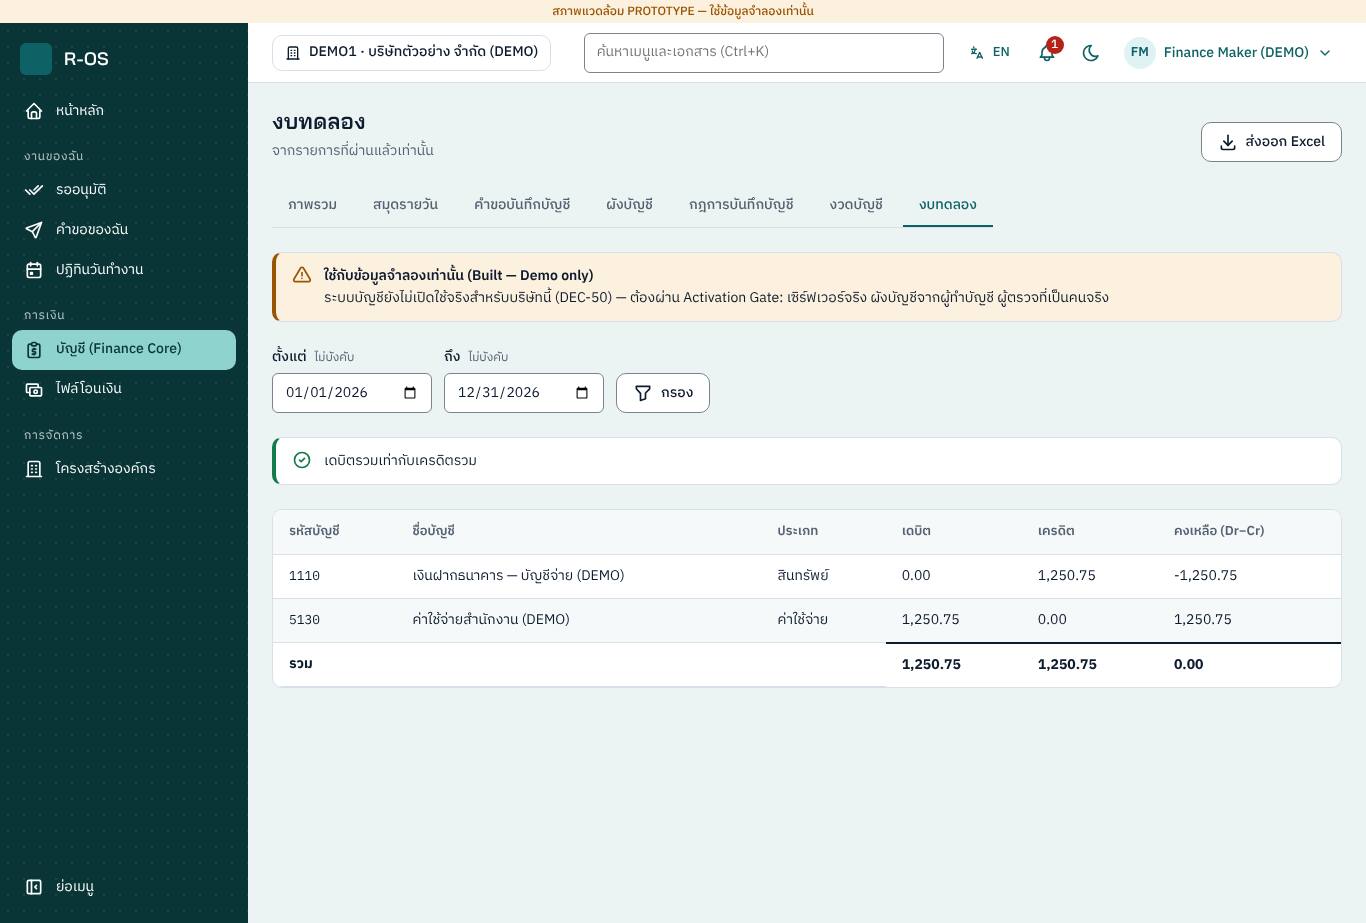 สภาพแวดล้อม PROTOTYPE — ใช้ข้อมูลจำลองเท่านั้น
R-OS
หน้าหลัก
งานของฉัน
รออนุมัติ
คำขอของฉัน
ปฏิทินวันทำงาน
การเงิน
บัญชี (Finance Core)
ไฟล์โอนเงิน
การจัดการ
โครงสร้างองค์กร
ย่อเมนู
DEMO1 · บริษัทตัวอย่าง จำกัด (DEMO)
ค้นหาเมนูและเอกสาร (Ctrl+K)
EN
1
FM Finance Maker (DEMO)
งบทดลอง
จากรายการที่ผ่านแล้วเท่านั้น
ส่งออก Excel
ภาพรวม สมุดรายวัน คำขอบันทึกบัญชี ผังบัญชี กฎการบันทึกบัญชี งวดบัญชี งบทดลอง
ใช้กับข้อมูลจำลองเท่านั้น (Built — Demo only)
ระบบบัญชียังไม่เปิดใช้จริงสำหรับบริษัทนี้ (DEC-50) — ต้องผ่าน Activation Gate: เซิร์ฟเวอร์จริง ผังบัญชีจากผู้ทำบัญชี ผู้ตรวจที่เป็นคนจริง
ตั้งแต่ ไม่บังคับ ถึง ไม่บังคับ
01/01/2026 12/31/2026 กรอง
เดบิตรวมเท่ากับเครดิตรวม
รหัสบัญชี ชื่อบัญชี ประเภท เดบิต เครดิต คงเหลือ (Dr−Cr)
1110 เงินฝากธนาคาร — บัญชีจ่าย (DEMO) สินทรัพย์ 0.00 1,250.75 -1,250.75
5130 ค่าใช้จ่ายสำนักงาน (DEMO) ค่าใช้จ่าย 1,250.75 0.00 1,250.75
รวม 1,250.75 1,250.75 0.00